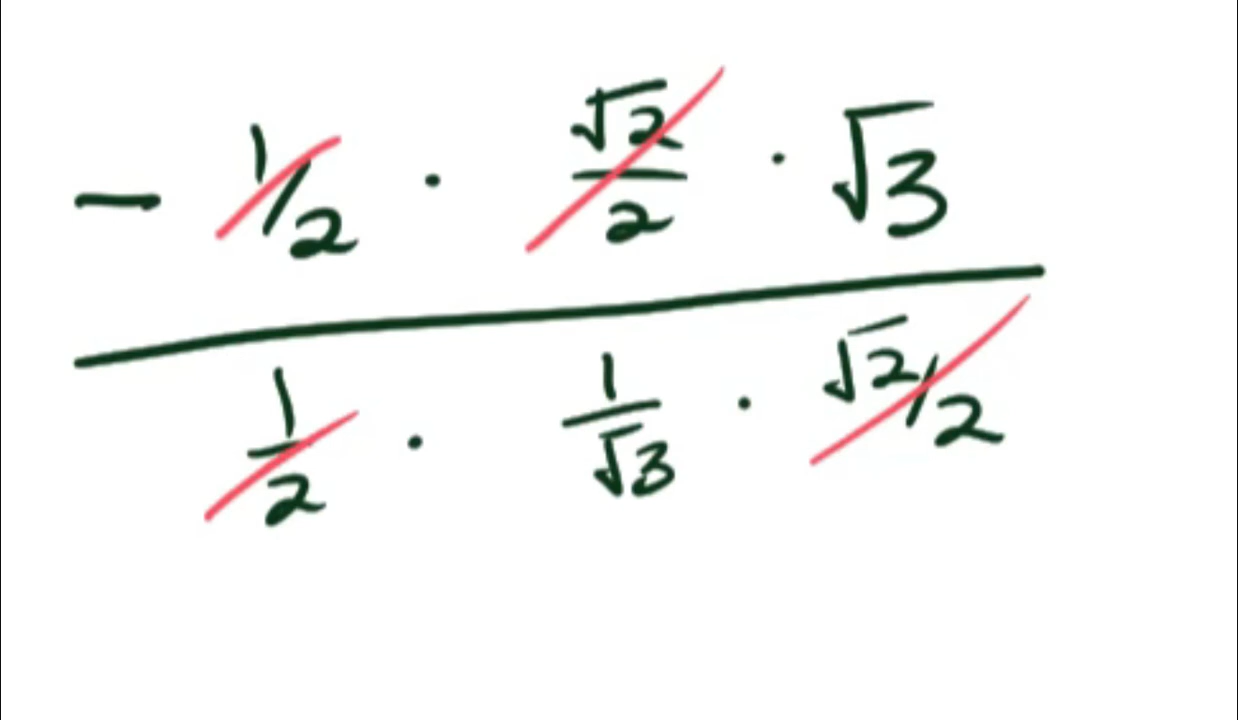 - 1/2 · √2/2 · √3
1/2 · 1/√3 · √2/2